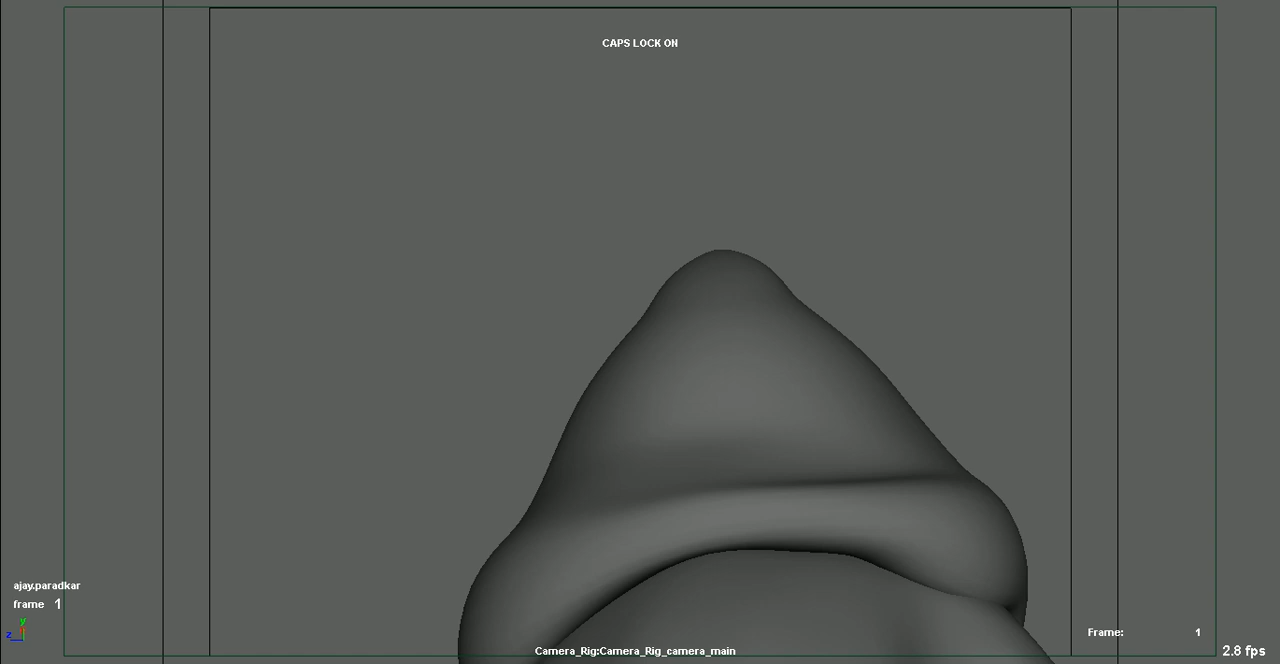 CAPS LOCK ON
ajay.paradkar
frame 1
y
z
Frame: 1
Camera_Rig:Camera_Rig_camera_main
2.8 fps